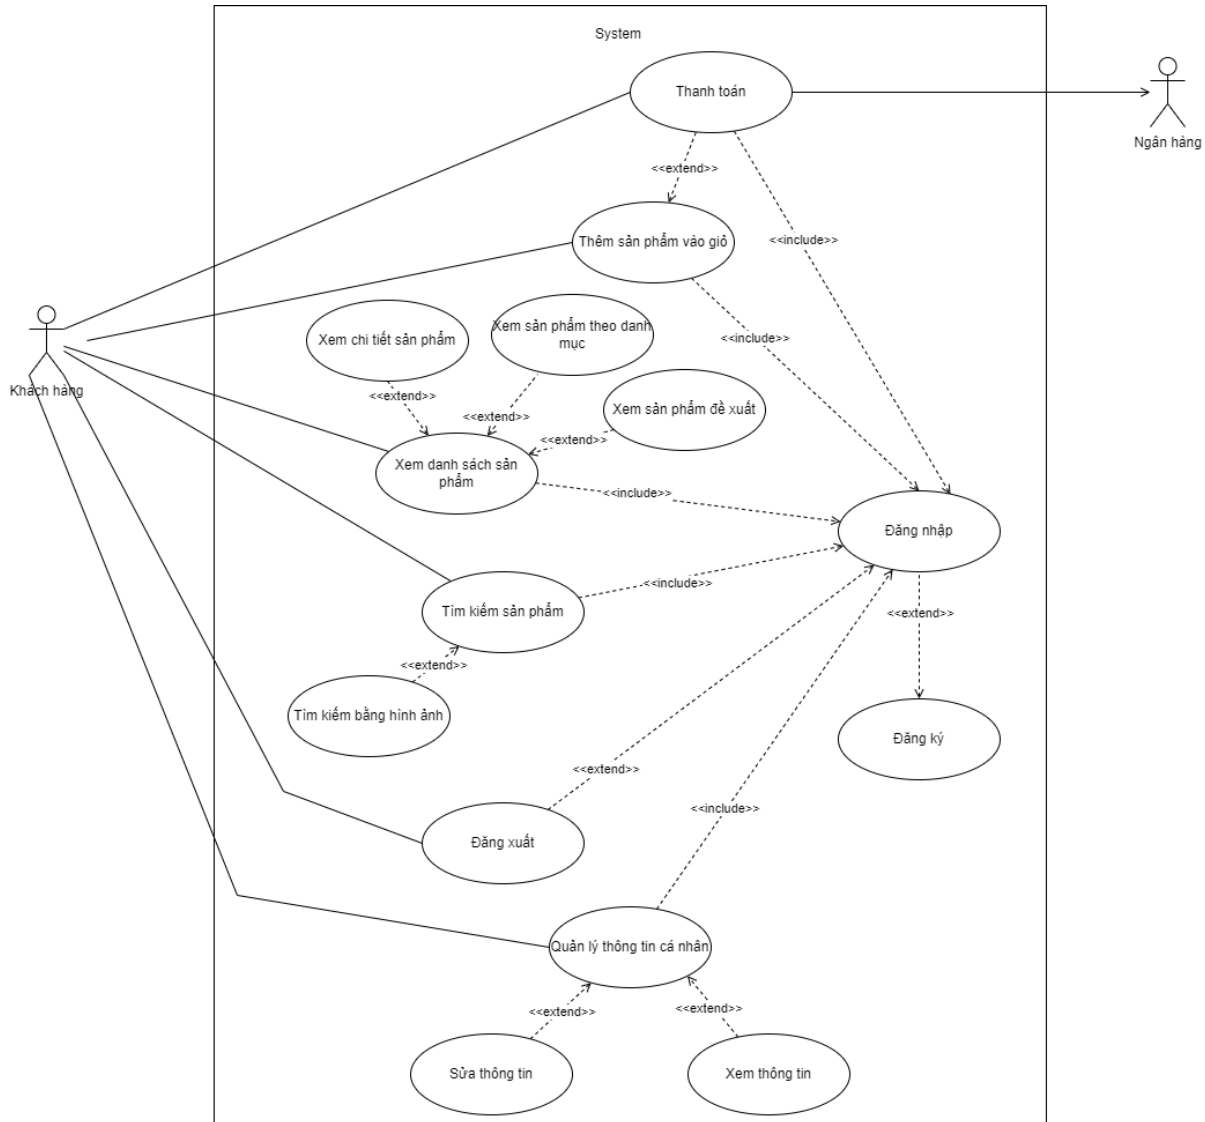 System
Thanh toán
Ngân hàng
<<extend>>
Thêm sản phẩm vào giỏ
<<include>>
Khách hàng
Xem chi tiết sản phẩm
Xem sản phẩm theo danh
mục
<<include>>
<<extend>>
<<extend>>
Xem sản phẩm đề xuất
<<extend>>
Xem danh sách sản
phẩm
<<include>>
Đăng nhập
Tìm kiếm sản phẩm
<<include>>
<<extend>>
<<extend>>
Tìm kiếm bằng hình ảnh
Đăng ký
<<extend>>
<<include>>
Đăng xuất
Quản lý thông tin cá nhân
<<extend>>
<<extend>>
Sửa thông tin
Xem thông tin